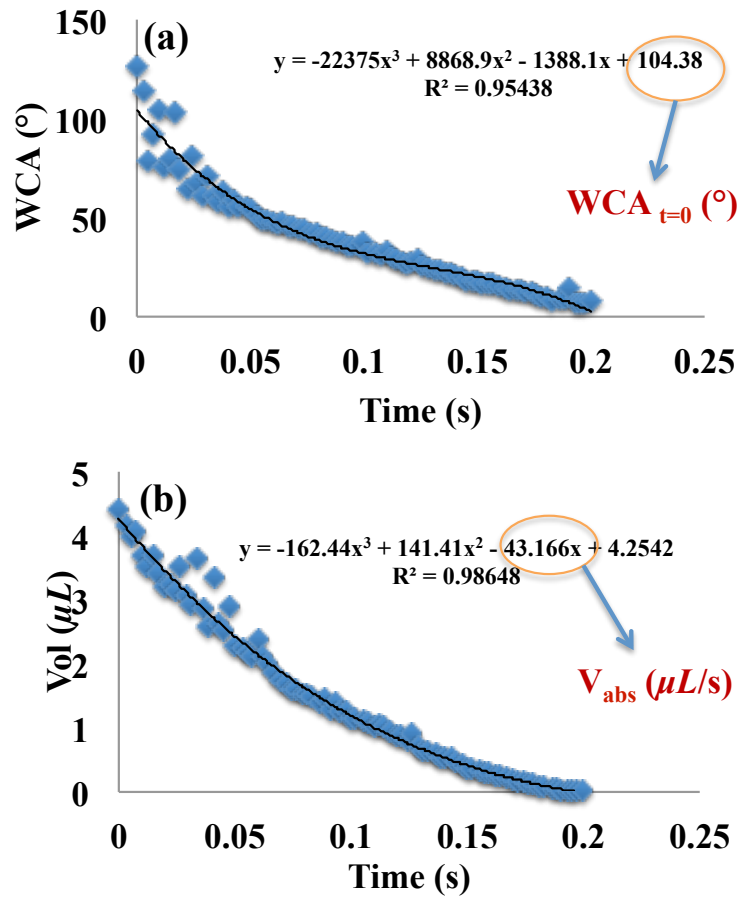 (a)
y = -22375x³ + 8868.9x² - 1388.1x + 104.38
R² = 0.95438
WCA t=0 (°)
WCA (°)
150
100
50
0
0 0.05 0.1 0.15 0.2 0.25
Time (s)
(b)
y = -162.44x³ + 141.41x² - 43.166x + 4.2542
R² = 0.98648
Vabs (µL/s)
Vol (µL)
5
4
3
2
1
0
0 0.05 0.1 0.15 0.2 0.25
Time (s)